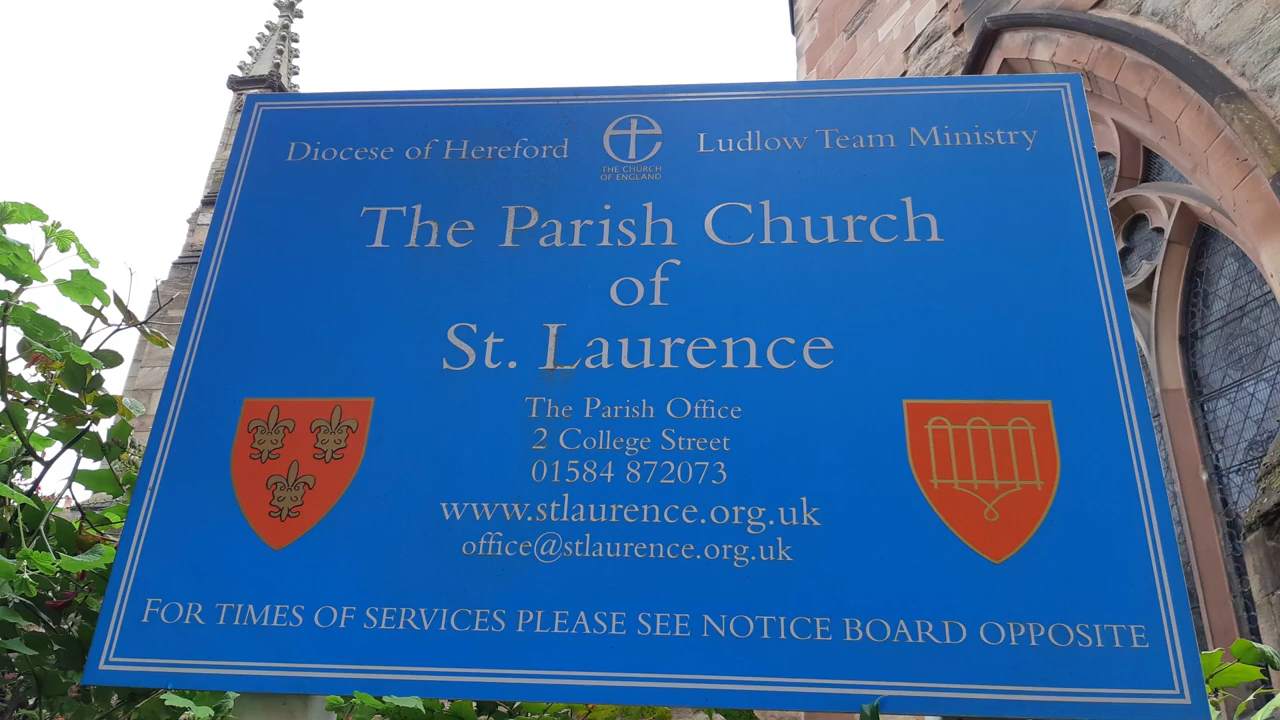 Diocese of Hereford
THE CHURCH
OF ENGLAND
Ludlow Team Ministry
The Parish Church
of
St. Laurence
The Parish Office
2 College Street
01584 872073
www.stlaurence.org.uk
office@stlaurence.org.uk
FOR TIMES OF SERVICES PLEASE SEE NOTICE BOARD OPPOSITE